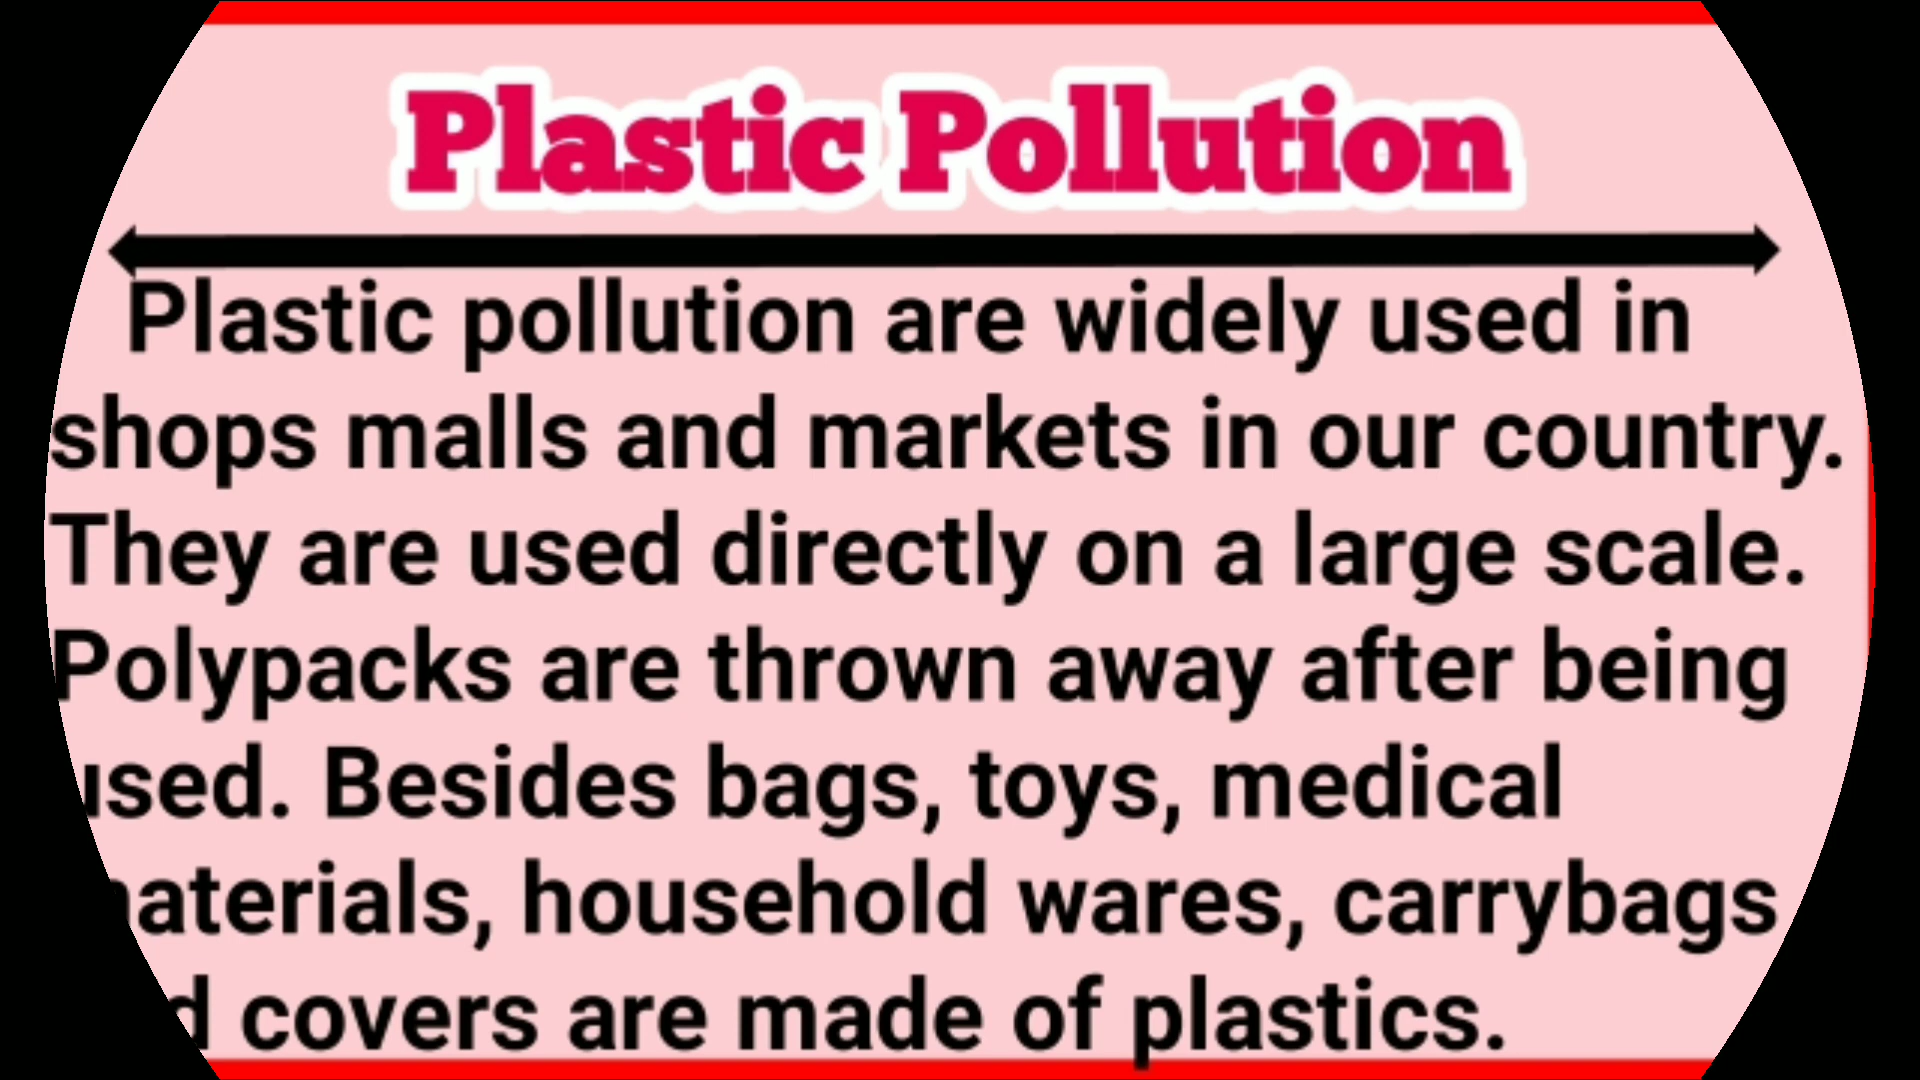 Plastic Pollution
Plastic pollution are widely used in
shops malls and markets in our country.
They are used directly on a large scale.
Polypacks are thrown away after being
used. Besides bags, toys, medical
materials, household wares, carrybags
covers are made of plastics.